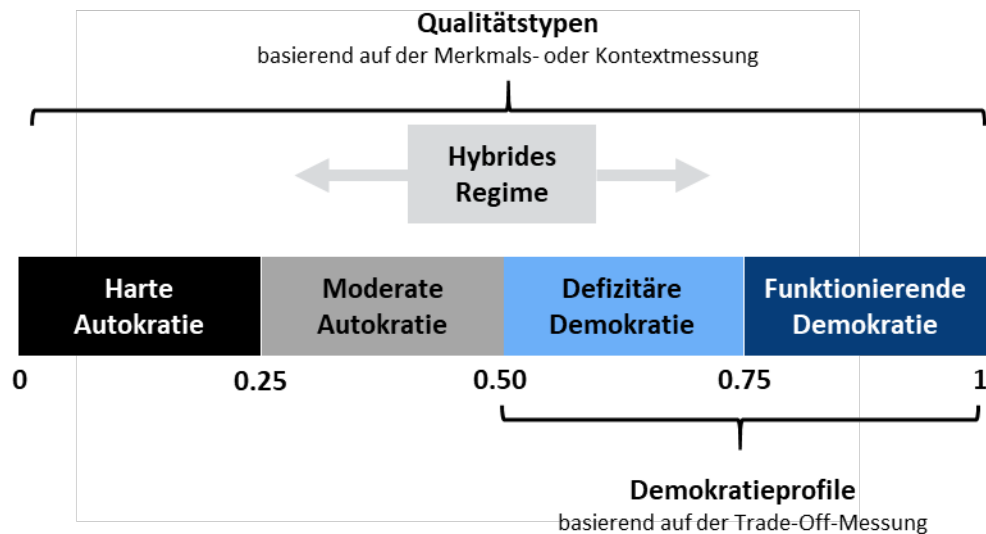 Qualitätstypen
basierend auf der Merkmals- oder Kontextmessung
Hybrides
Regime
Harte
Autokratie
Moderate
Autokratie
Defizitäre
Demokratie
Funktionierende
Demokratie
0
0.25
0.50
0.75
1
Demokratieprofile
basierend auf der Trade-Off-Messung